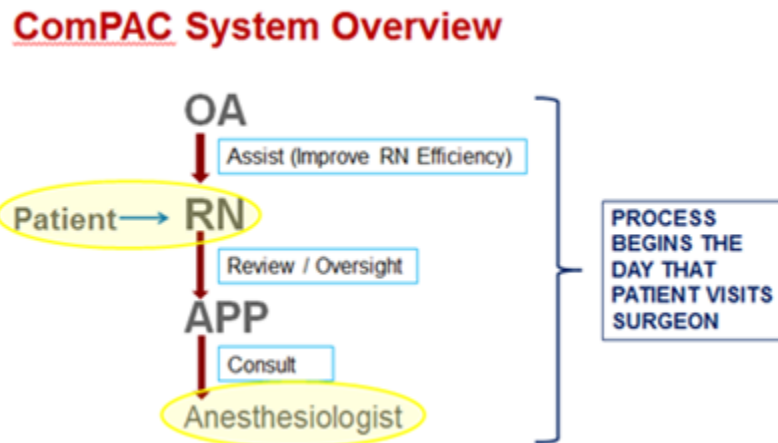 ComPAC System Overview
OA
Assist (Improve RN Efficiency)
Patient RN
Review / Oversight
APP
Consult
Anesthesiologist
PROCESS
BEGINS THE
DAY THAT
PATIENT VISITS
SURGEON